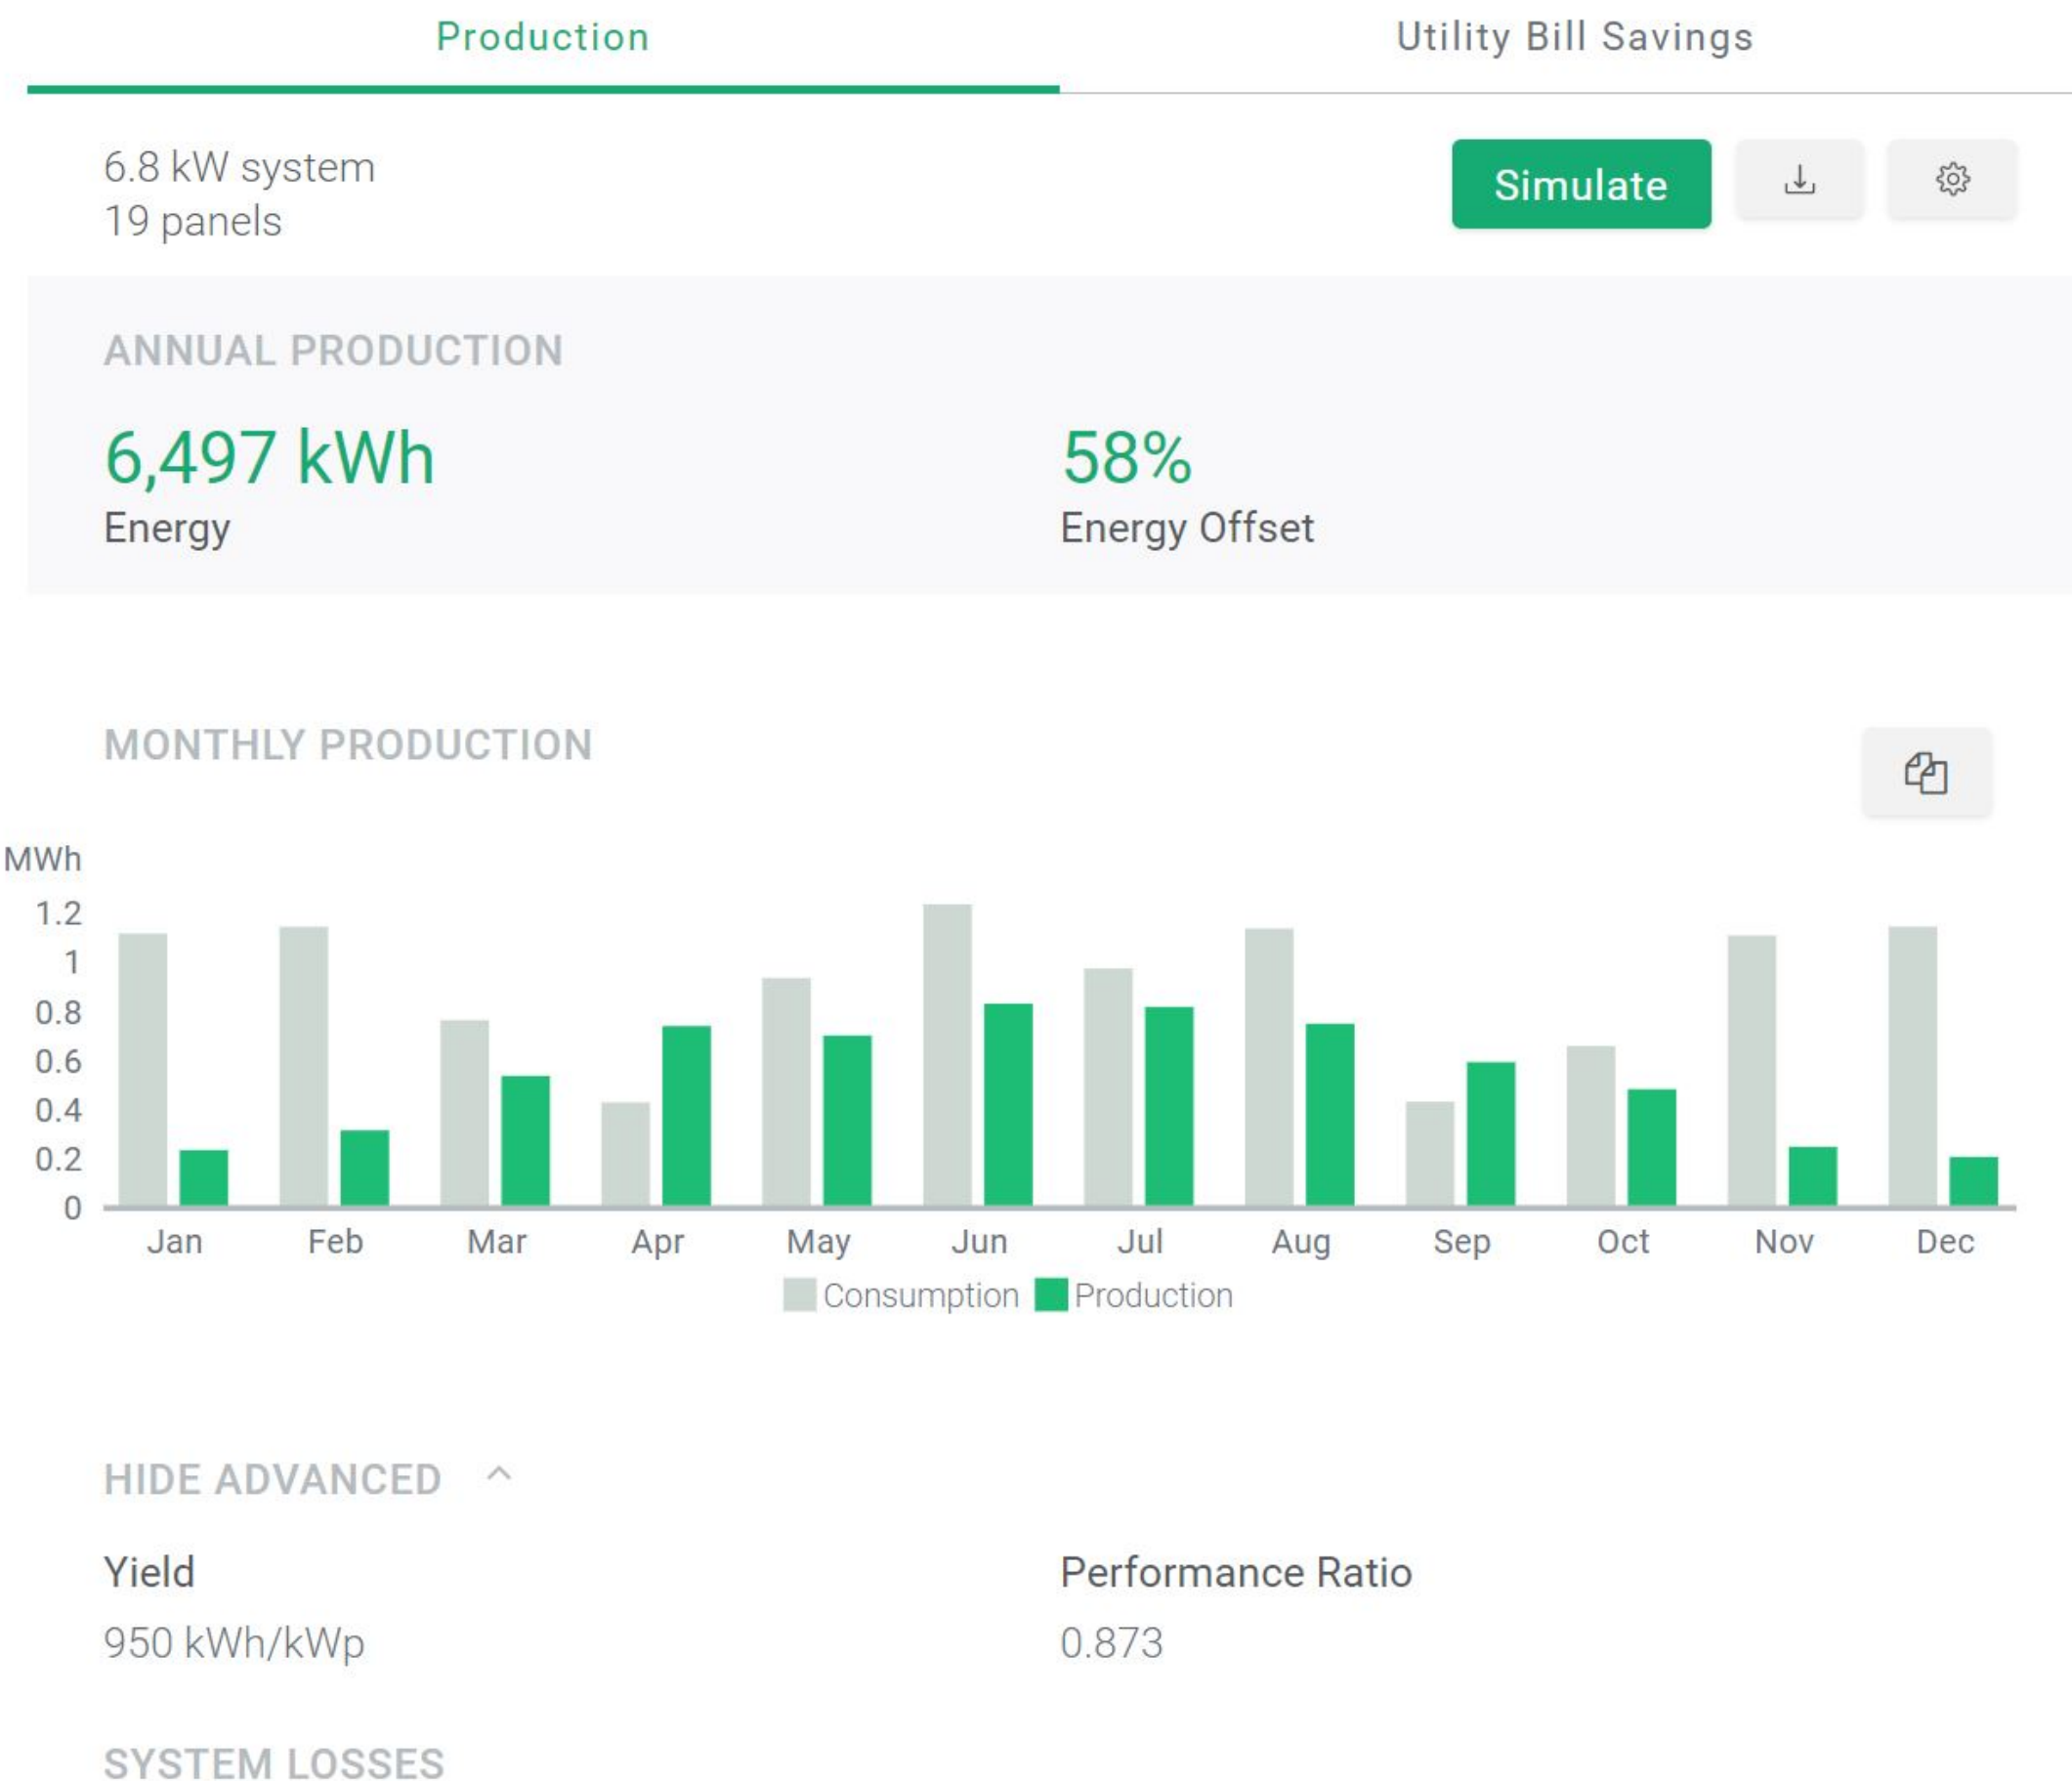 Production
Utility Bill Savings
6.8 kW system
19 panels
Simulate
ANNUAL PRODUCTION
6,497 kWh
Energy
58%
Energy Offset
MONTHLY PRODUCTION
MWh
1.2
1
0.8
0.6
0.4
0.2
0
Jan Feb Mar Apr May Jun Jul Aug Sep Oct Nov Dec
Consumption Production
HIDE ADVANCED
Yield
950 kWh/kWp
Performance Ratio
0.873
SYSTEM LOSSES